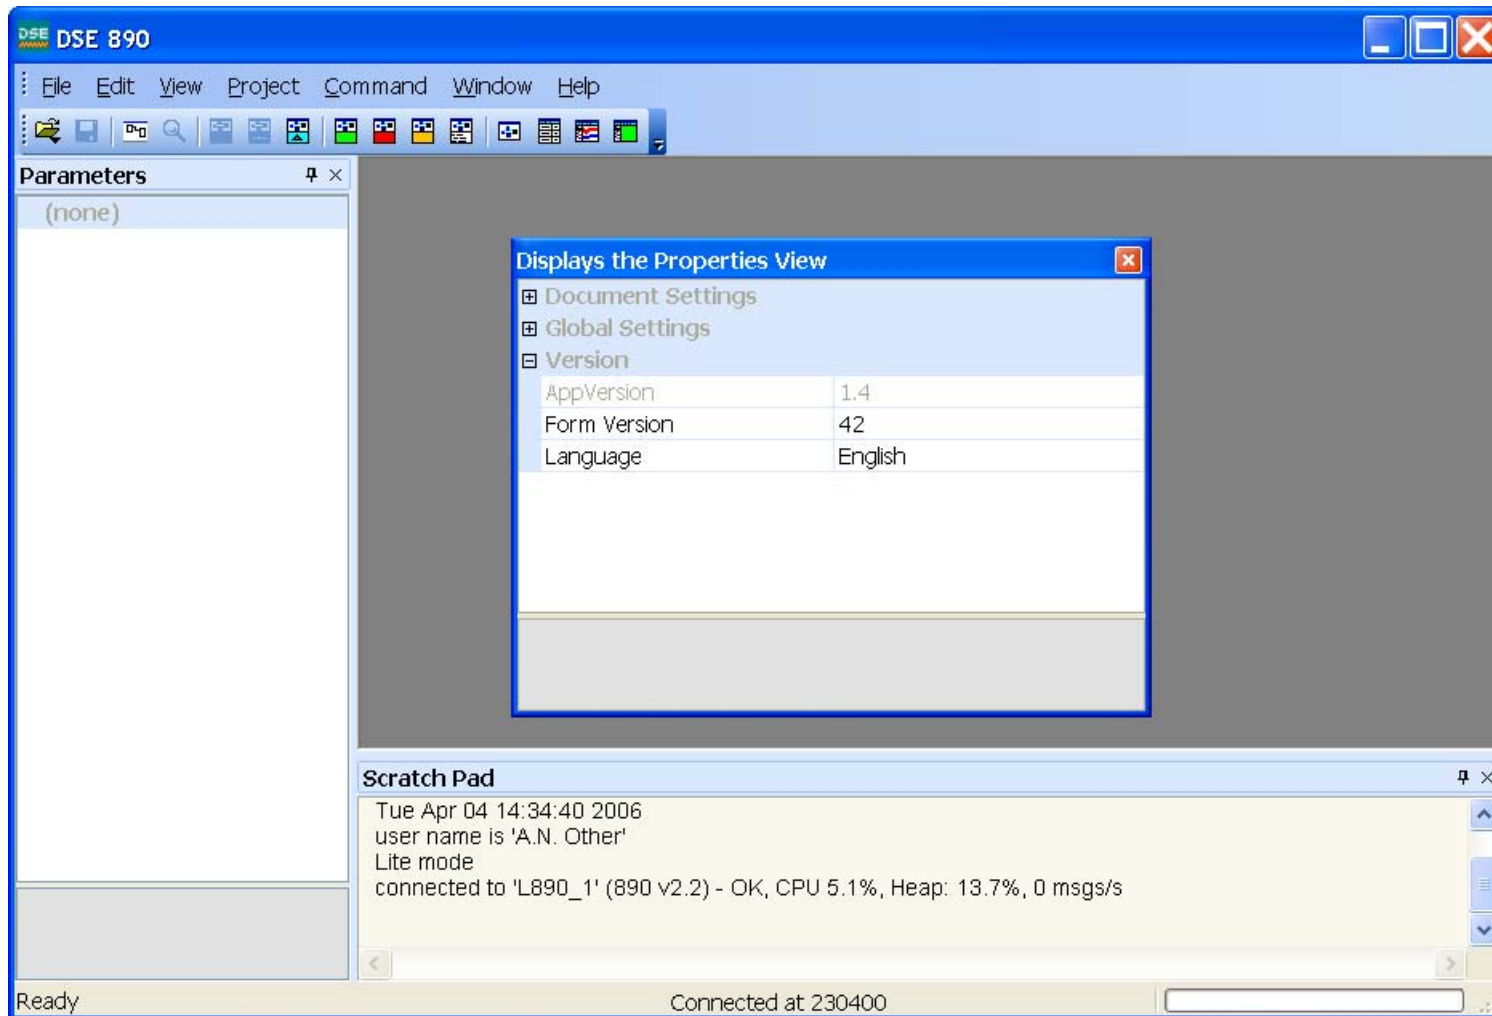 DSE DSE 890
File Edit View Project Command Window Help
Parameters
(none)
Displays the Properties View
Document Settings
Global Settings
Version
AppVersion 1.4
Form Version 42
Language English
Scratch Pad
Tue Apr 04 14:34:40 2006
user name is 'A.N. Other'
Lite mode
connected to 'L890_1' (890 v2.2) - OK, CPU 5.1%, Heap: 13.7%, 0 msgs/s
Ready Connected at 230400